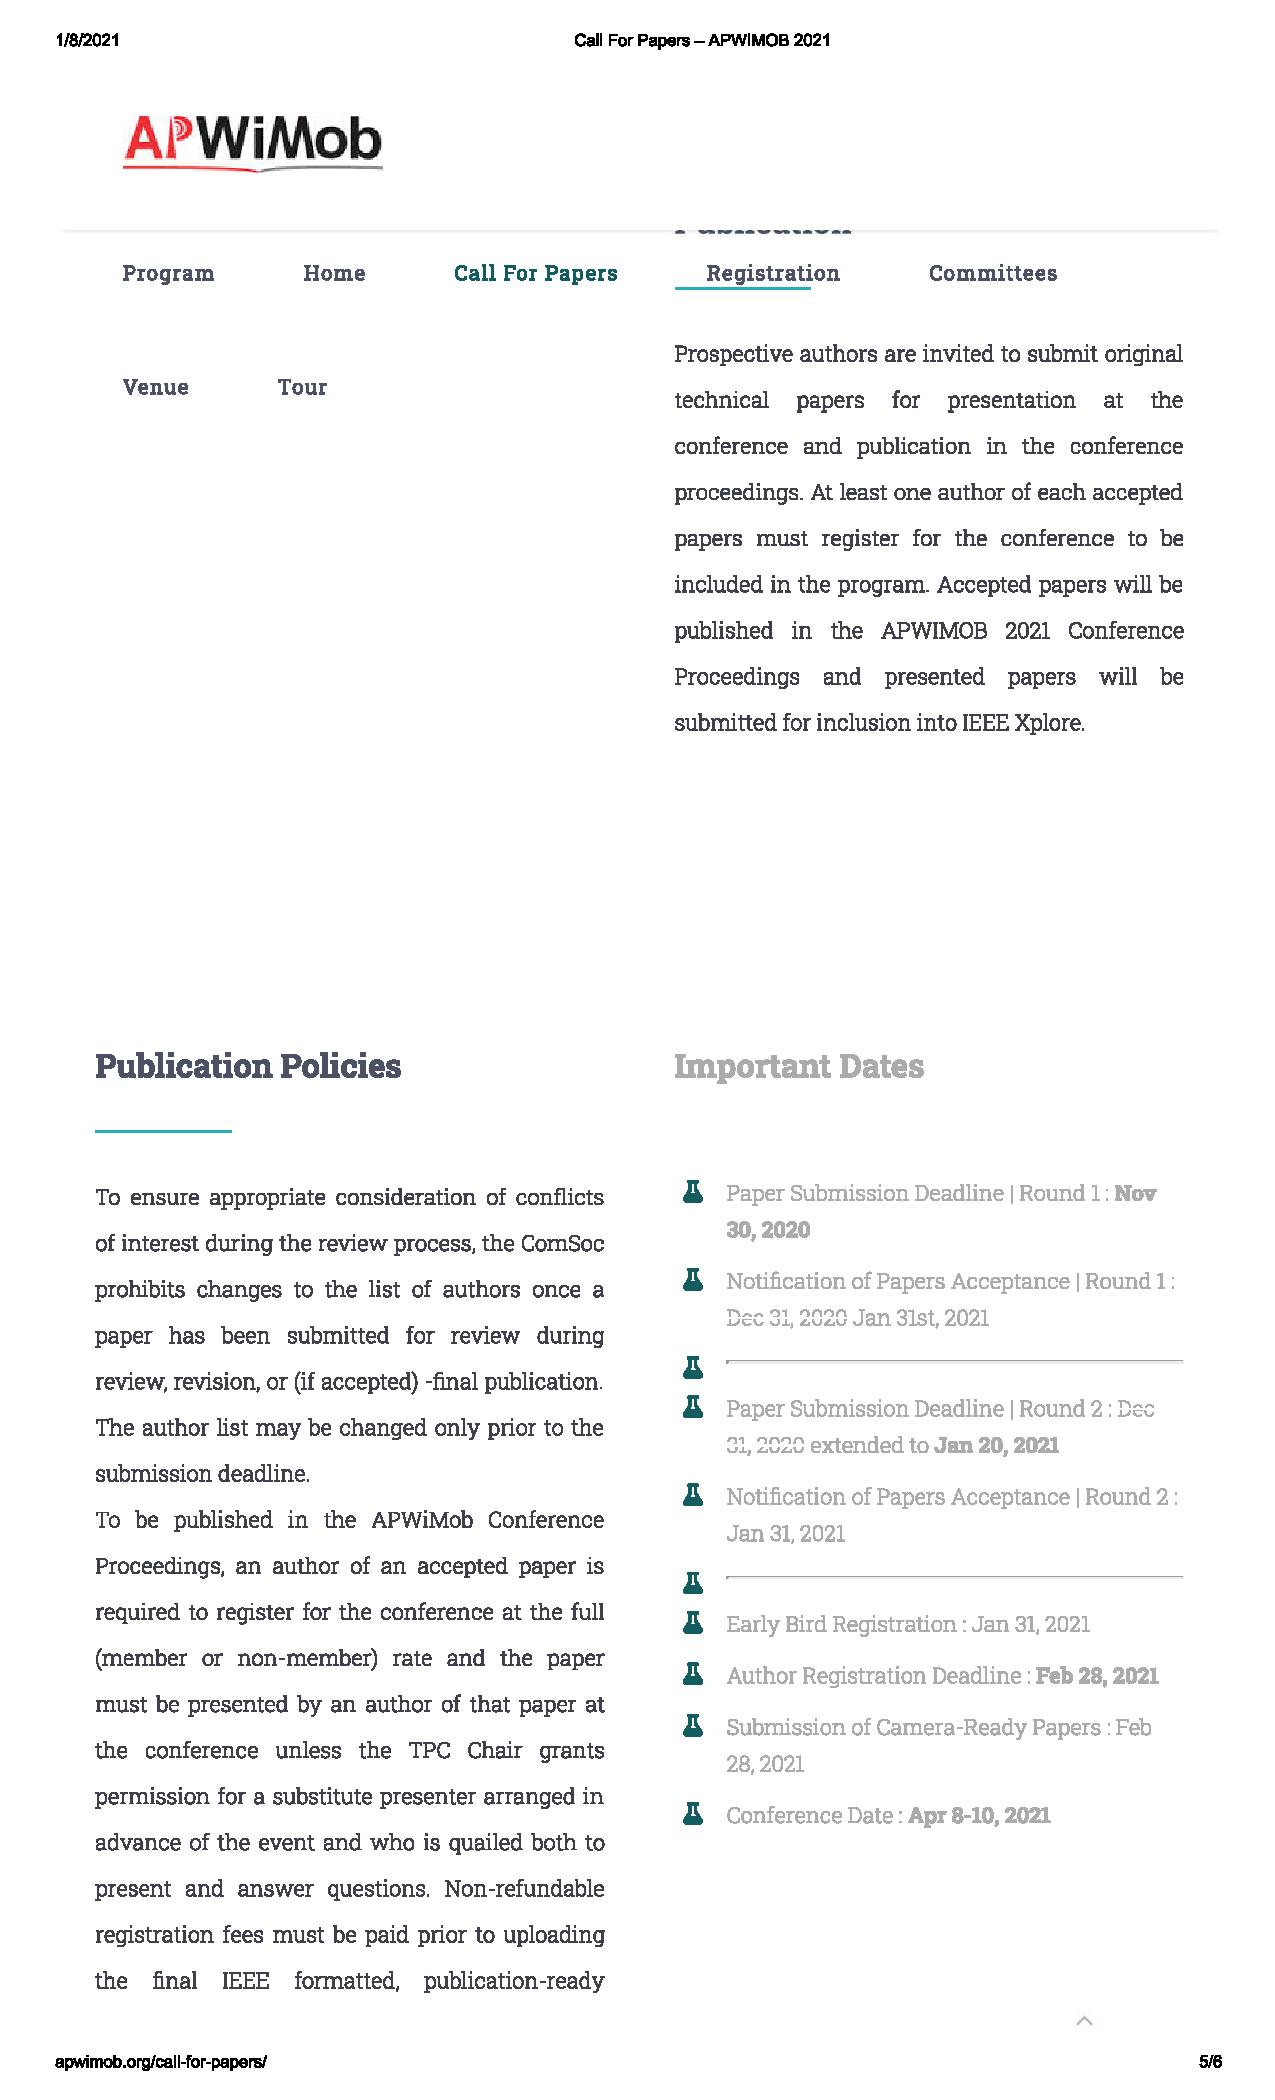 1/8/2021
Call For Papers – APWIMOB 2021
APWiMob
Publication
Program Home Call For Papers Registration Committees
Venue Tour
Prospective authors are invited to submit original
technical papers for presentation at the
conference and publication in the conference
proceedings. At least one author of each accepted
papers must register for the conference to be
included in the program. Accepted papers will be
published in the APWIMOB 2021 Conference
Proceedings and presented papers will be
submitted for inclusion into IEEE Xplore.
Publication Policies
To ensure appropriate consideration of conflicts
of interest during the review process, the ComSoc
prohibits changes to the list of authors once a
paper has been submitted for review during
review, revision, or (if accepted) -final publication.
The author list may be changed only prior to the
submission deadline.
To be published in the APWiMob Conference
Proceedings, an author of an accepted paper is
required to register for the conference at the full
(member or non-member) rate and the paper
must be presented by an author of that paper at
the conference unless the TPC Chair grants
permission for a substitute presenter arranged in
advance of the event and who is quailed both to
present and answer questions. Non-refundable
registration fees must be paid prior to uploading
the final IEEE formatted, publication-ready
Important Dates
Paper Submission Deadline | Round 1 : Nov
30, 2020
Notification of Papers Acceptance | Round 1 :
Dec 31, 2020 Jan 31st, 2021
Paper Submission Deadline | Round 2 : Dec
31, 2020 extended to Jan 20, 2021
Notification of Papers Acceptance | Round 2 :
Jan 31, 2021
Early Bird Registration : Jan 31, 2021
Author Registration Deadline : Feb 28, 2021
Submission of Camera-Ready Papers : Feb
28, 2021
Conference Date : Apr 8-10, 2021
apwimob.org/call-for-papers/
5/6